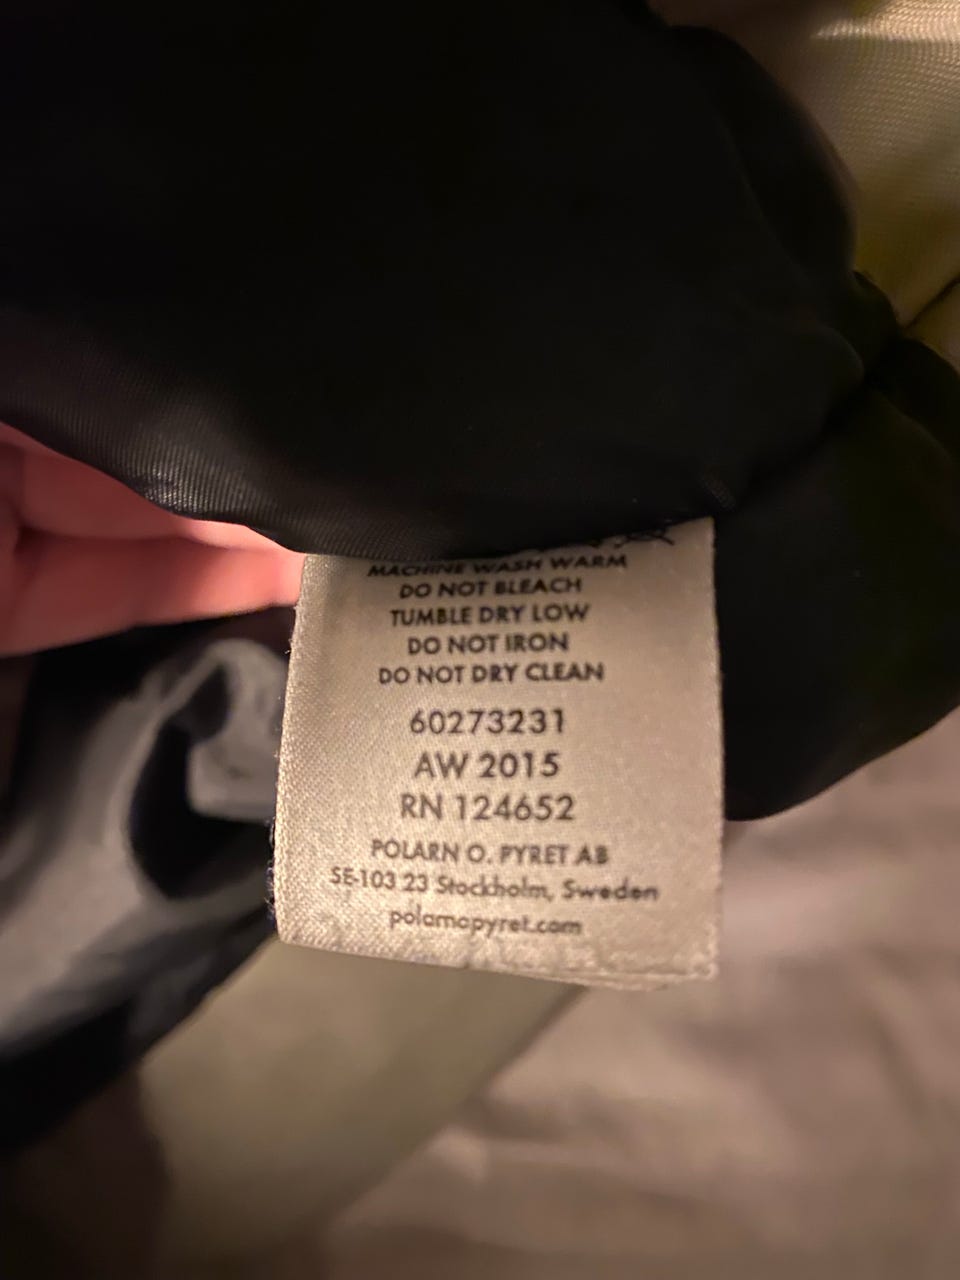 MACHINE WASH WARM
DO NOT BLEACH
TUMBLE DRY LOW
DO NOT IRON
DO NOT DRY CLEAN
60273231
AW 2015
RN 124652
POLARN O. PYRET AB
SE-103 23 Stockholm, Sweden
polarnopyret.com